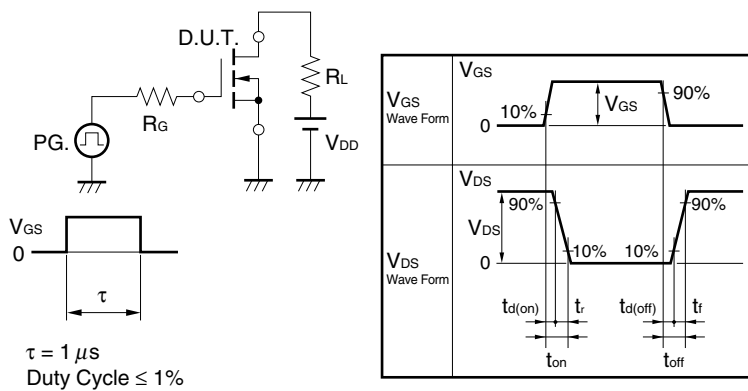 D.U.T.
RL
RG
PG.
VDD
VGS
0
τ
τ = 1 μs
Duty Cycle ≤ 1%
VGS
Wave Form
VGS
10%
VGS
90%
0
VDS
Wave Form
VDS
VDS
90%
90%
10%
10%
0
td(on)
tr
td(off)
tf
ton
toff